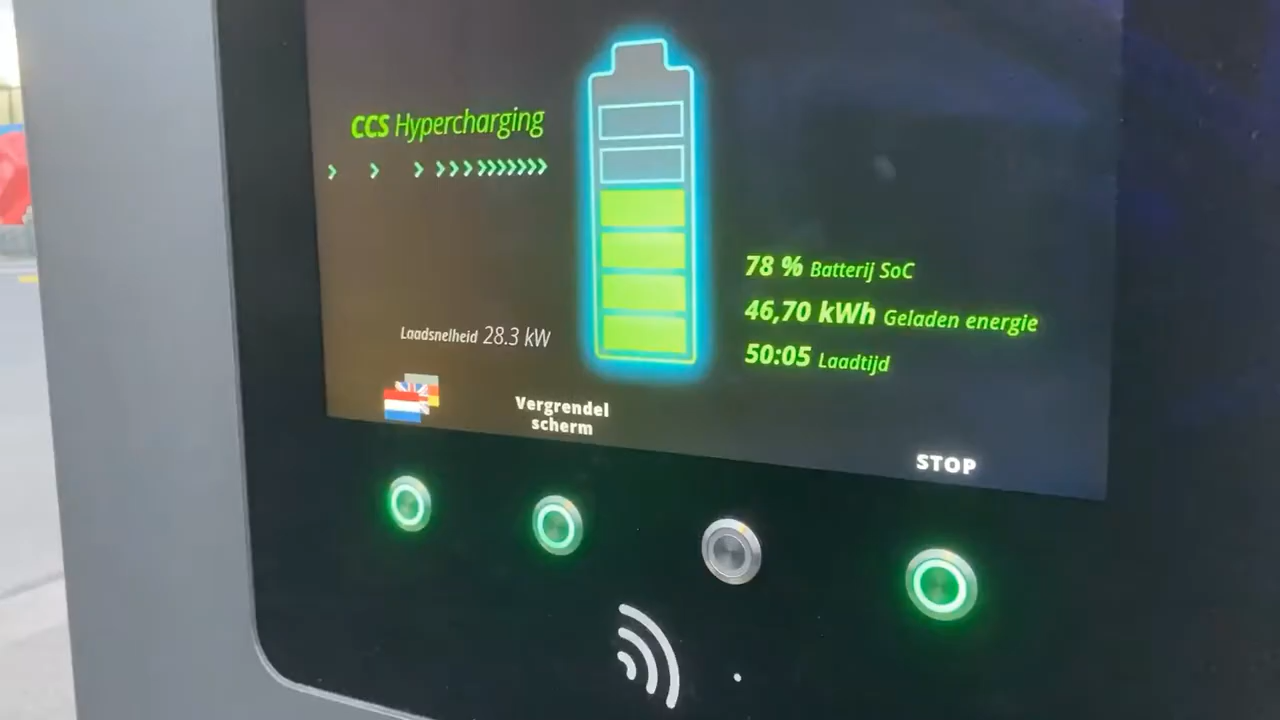 CCS Hypercharging
78 % Batterij SoC
46,70 kWh Geladen energie
Laadsnelheid 28.3 kW
50:05 Laadtijd
Vergrendel
scherm
STOP